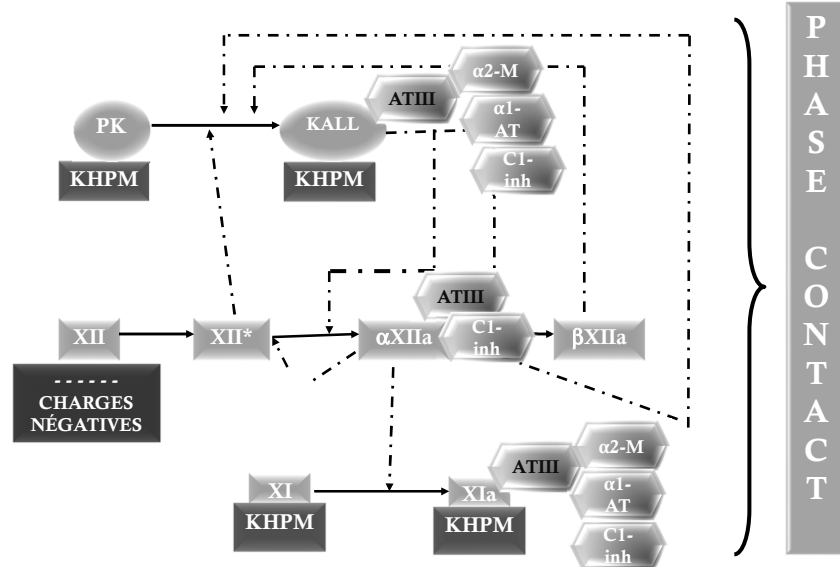 α2-M
ATIII
PK
KALL
α1-
AT
KHPM
KHPM
C1-
inh
ATIII
XII
XII*
αXIIa
C1-
inh
βXIIa
------
CHARGES
NÉGATIVES
α2-M
ATIII
XI
XIa
α1-
AT
KHPM
KHPM
C1-
inh
P
H
A
S
E
C
O
N
T
A
C
T